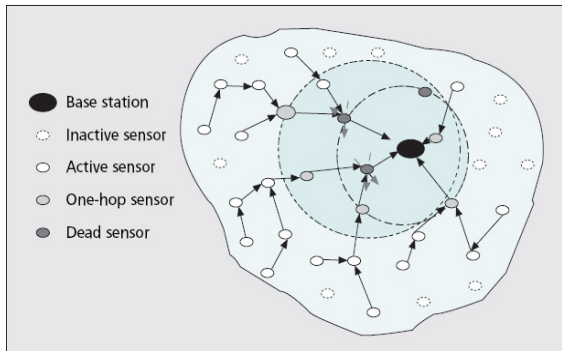 Base station
Inactive sensor
Active sensor
One-hop sensor
Dead sensor